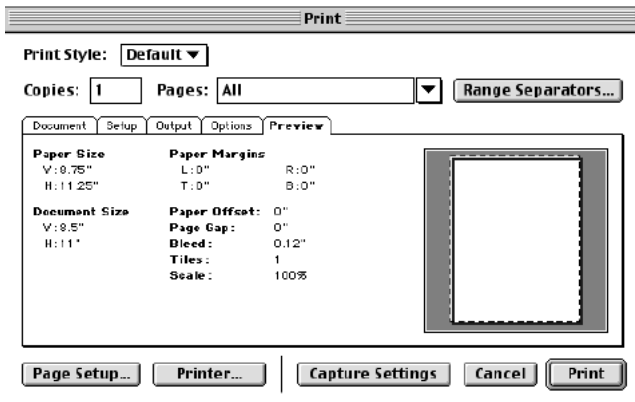 Print
Print Style: Default
Copies: 1 Pages: All Range Separators...
Document Setup Output Options Preview
Paper Size Paper Margins
W:8.75" L:0" R:0"
H:11.25" T:0" B:0"
Document Size Paper Offset: 0"
W:8.5" Page Gap: 0"
H:11" Bleed: 0.12"
Tiles: 1
Scale: 100%
Page Setup... Printer... Capture Settings Cancel Print